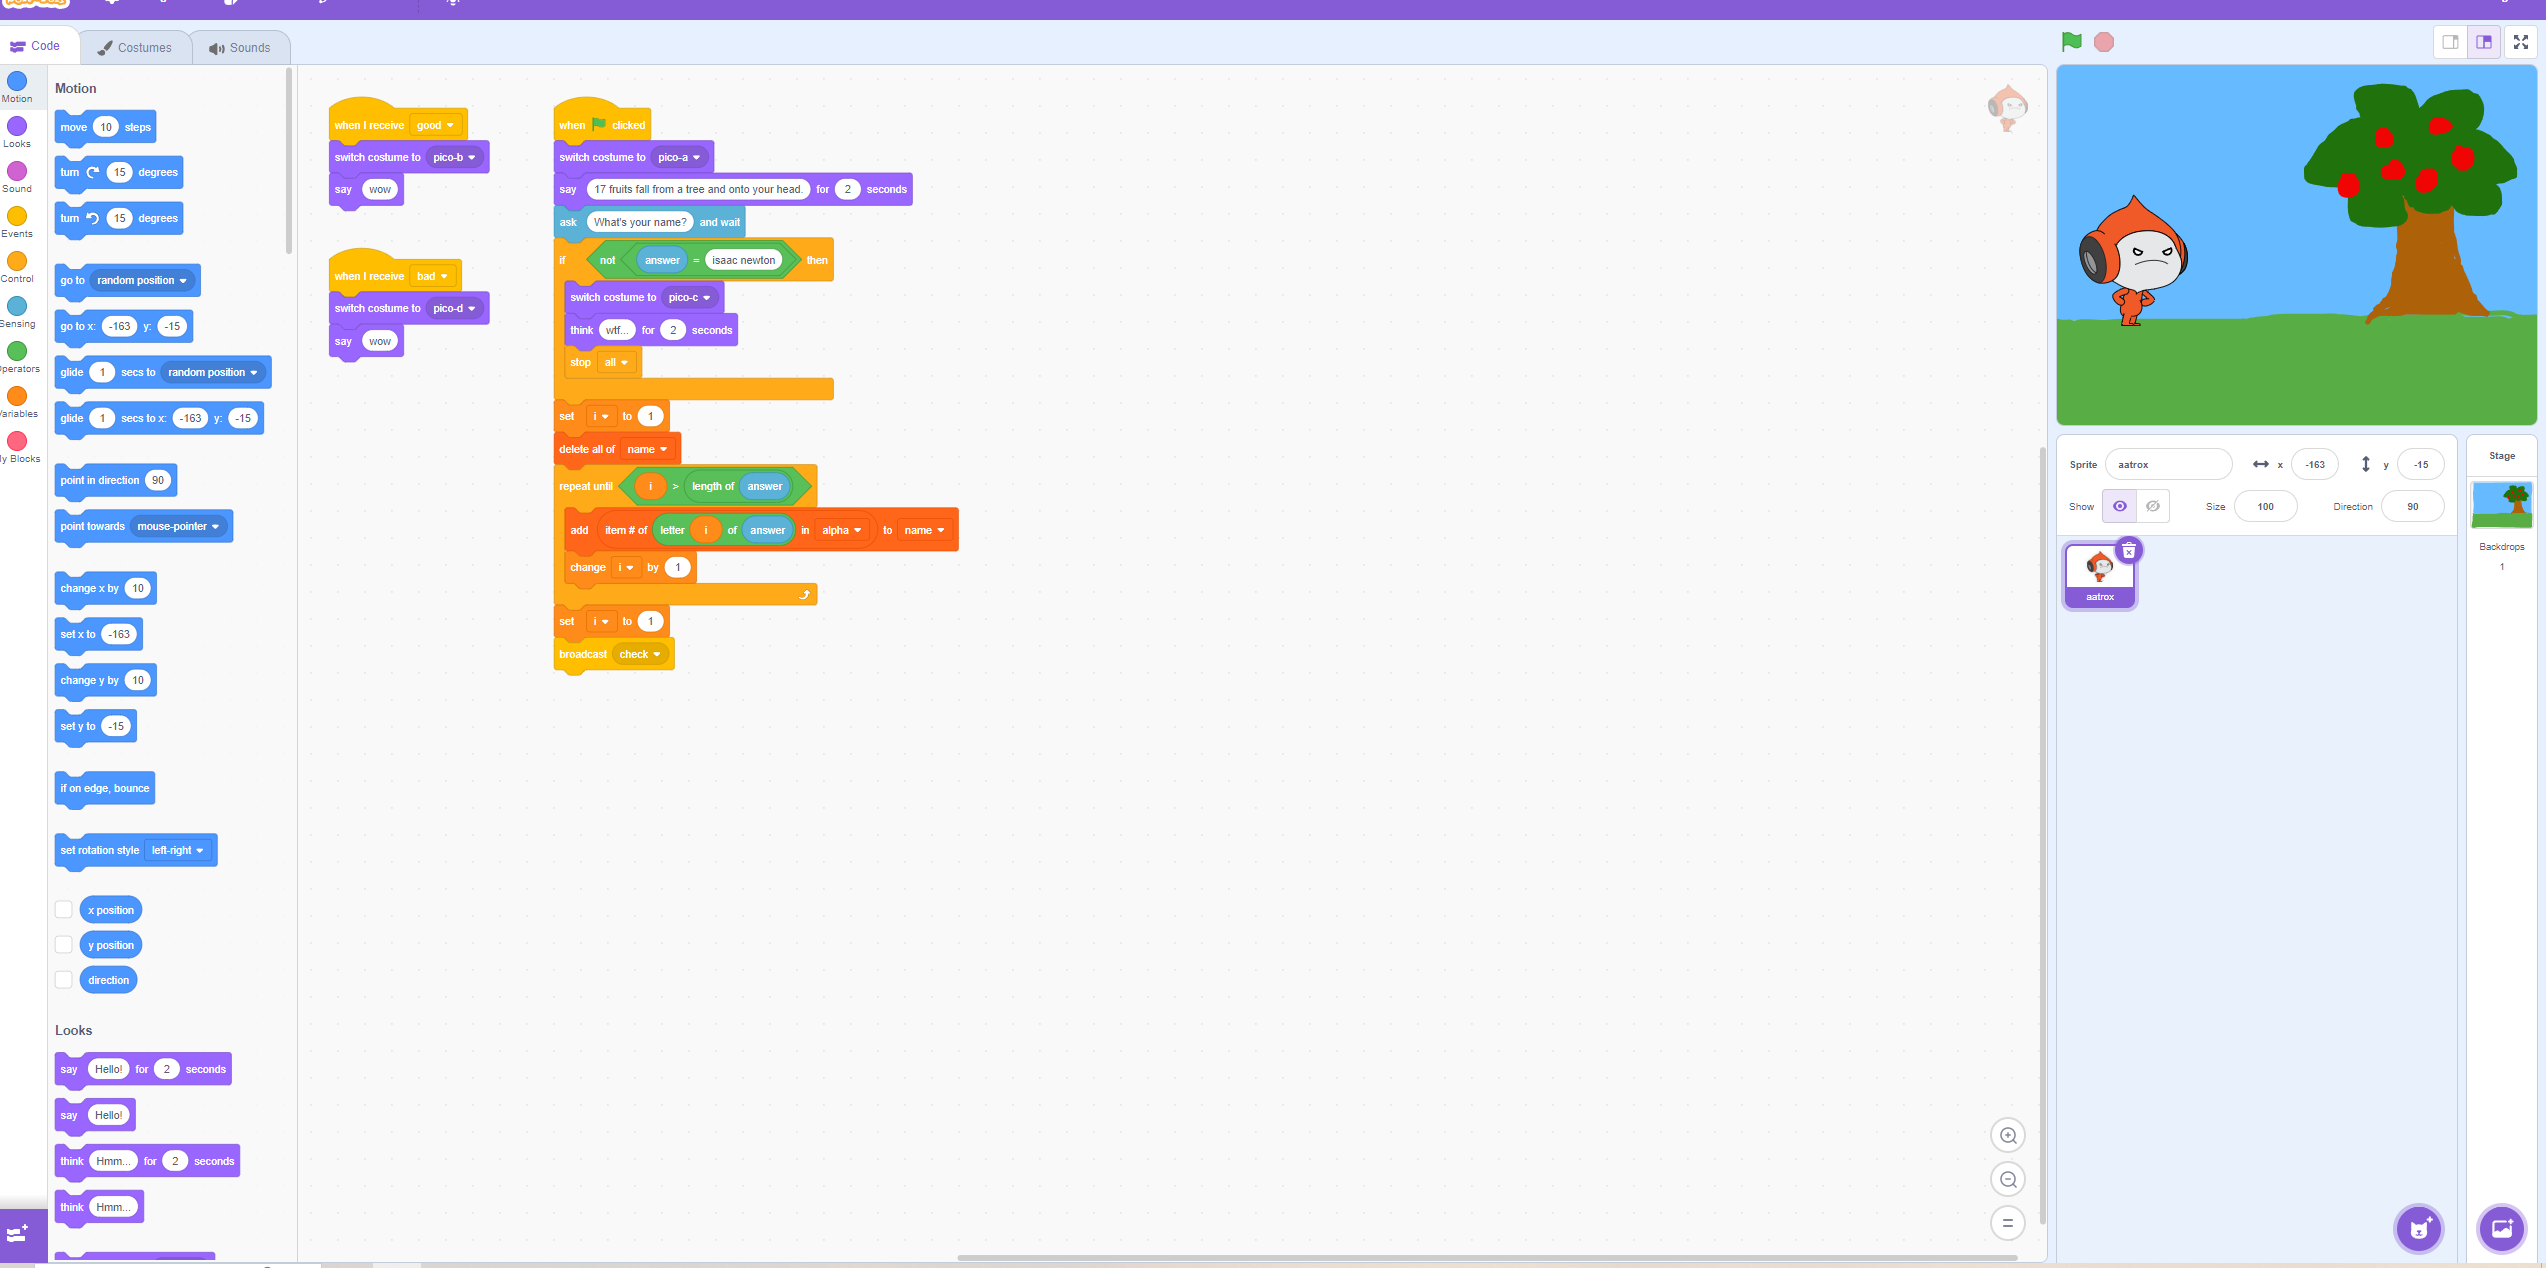 Code
Costumes
Sounds
Motion
Looks
Sound
Events
Control
Sensing
Operators
Variables
My Blocks
Motion
move 10 steps
turn 15 degrees
turn 15 degrees
go to random position
go to x: -163 y: -15
glide 1 secs to random position
glide 1 secs to x: -163 y: -15
point in direction 90
point towards mouse-pointer
change x by 10
set x to -163
change y by 10
set y to -15
if on edge, bounce
set rotation style left-right
x position
y position
direction
Looks
say Hello! for 2 seconds
say Hello!
think Hmm... for 2 seconds
think Hmm...
when I receive good
switch costume to pico-b
say wow
when I receive bad
switch costume to pico-d
say wow
when clicked
switch costume to pico-a
say 17 fruits fall from a tree and onto your head. for 2 seconds
ask What's your name? and wait
if not answer = isaac newton then
switch costume to pico-c
think wtf... for 2 seconds
stop all
set i to 1
delete all of name
repeat until i > length of answer
add item # of letter i of answer in alpha to name
change i by 1
set i to 1
broadcast check
Sprite aatrox x -163 y -15
Show Size 100 Direction 90
aatrox
Stage
Backdrops
1